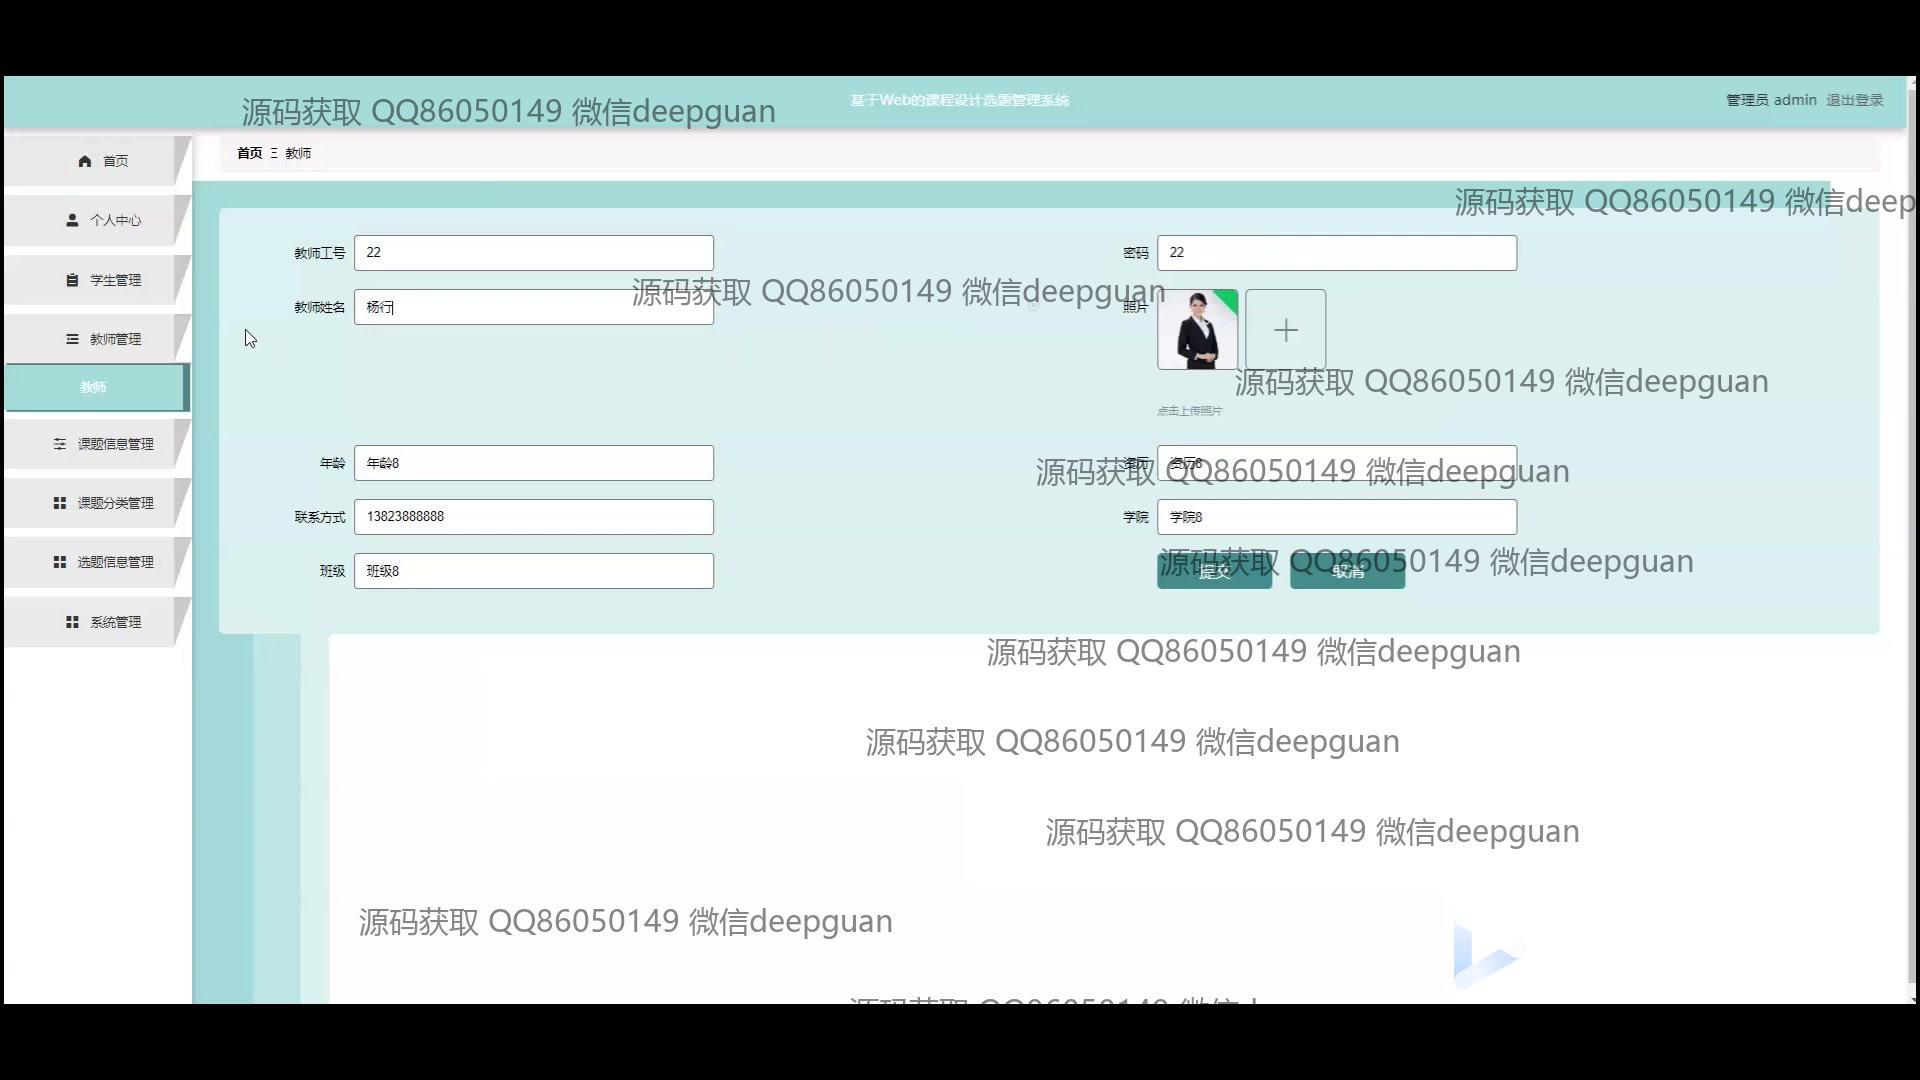 源码获取 QQ86050149 微信deepguan
基于Web的课程设计选题管理系统
管理员 admin 退出登录
首页
首页 Ξ 教师
源码获取 QQ86050149 微信deep
个人中心
教师工号 22
密码 22
学生管理
源码获取 QQ86050149 微信deepguan
教师姓名 杨行
照片
教师管理
源码获取 QQ86050149 微信deepguan
教师
点击上传照片
课题信息管理
年龄 年龄8
资历 资历8
源码获取 QQ86050149 微信deepguan
课题分类管理
联系方式 13823888888
学院 学院8
选题信息管理
源码获取 QQ86050149 微信deepguan
班级 班级8
提交 取消
系统管理
源码获取 QQ86050149 微信deepguan
源码获取 QQ86050149 微信deepguan
源码获取 QQ86050149 微信deepguan
源码获取 QQ86050149 微信deepguan